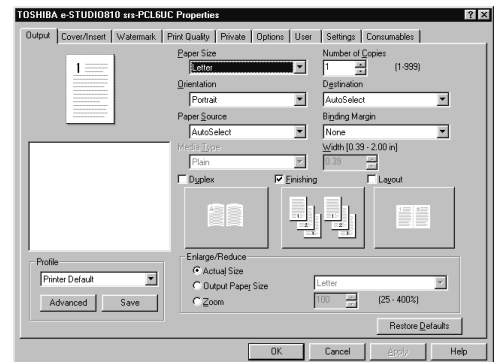 TOSHIBA e-STUDIO810 srs-PCL6UC Properties
Output Cover/Insert Watermark Print Quality Private Options User Settings Consumables
Paper Size
Letter
Number of Copies
1 (1-999)
Orientation
Portrait
Destination
AutoSelect
Paper Source
AutoSelect
Binding Margin
None
Media Type
Plain
Width [0.39 - 2.00 in]
0.39
Duplex Finishing Layout
1
Profile
Printer Default
Advanced Save
Enlarge/Reduce
Actual Size
Output Paper Size Letter
Zoom 100 (25 - 400%)
Restore Defaults
OK Cancel Apply Help